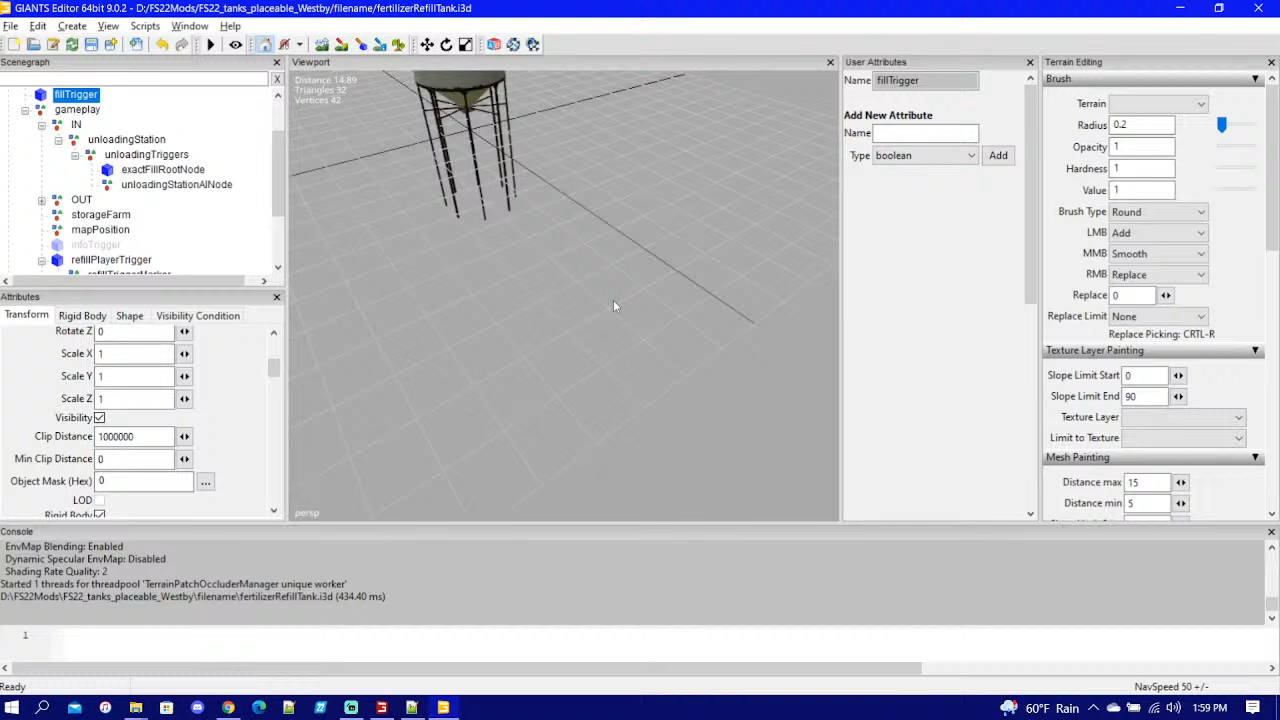 GIANTS Editor 64bit 9.0.2 - D:/FS22Mods/FS22_tanks_placeable_Westby/filename/fertilizerRefillTank.i3d
File Edit Create View Scripts Window Help
Scenegraph
X
fillTrigger
gameplay
IN
unloadingStation
unloadingTriggers
exactFillRootNode
unloadingStationAINode
OUT
storageFarm
mapPosition
infoTrigger
refillPlayerTrigger
refillTriggerMarker
Attributes
Transform Rigid Body Shape Visibility Condition
Rotate Z 0
Scale X 1
Scale Y 1
Scale Z 1
Visibility
Clip Distance 1000000
Min Clip Distance 0
Object Mask (Hex) 0 ...
LOD
Rigid Body
Viewport
Distance 14.89
Triangles 32
Vertices 42
persp
User Attributes
Name fillTrigger
Add New Attribute
Name
Type boolean Add
Terrain Editing
Brush
Terrain
Radius 0.2
Opacity 1
Hardness 1
Value 1
Brush Type Round
LMB Add
MMB Smooth
RMB Replace
Replace 0
Replace Limit None
Replace Picking: CRTL-R
Texture Layer Painting
Slope Limit Start 0
Slope Limit End 90
Texture Layer
Limit to Texture
Mesh Painting
Distance max 15
Distance min 5
Console
EnvMap Blending: Enabled
Dynamic Specular EnvMap: Disabled
Shading Rate Quality: 2
Started 1 threads for threadpool 'TerrainPatchOccluderManager unique worker'
D:\FS22Mods\FS22_tanks_placeable_Westby\filename\fertilizerRefillTank.i3d (434.40 ms)
1
Ready
NavSpeed 50 +/-
60°F Rain
1:59 PM